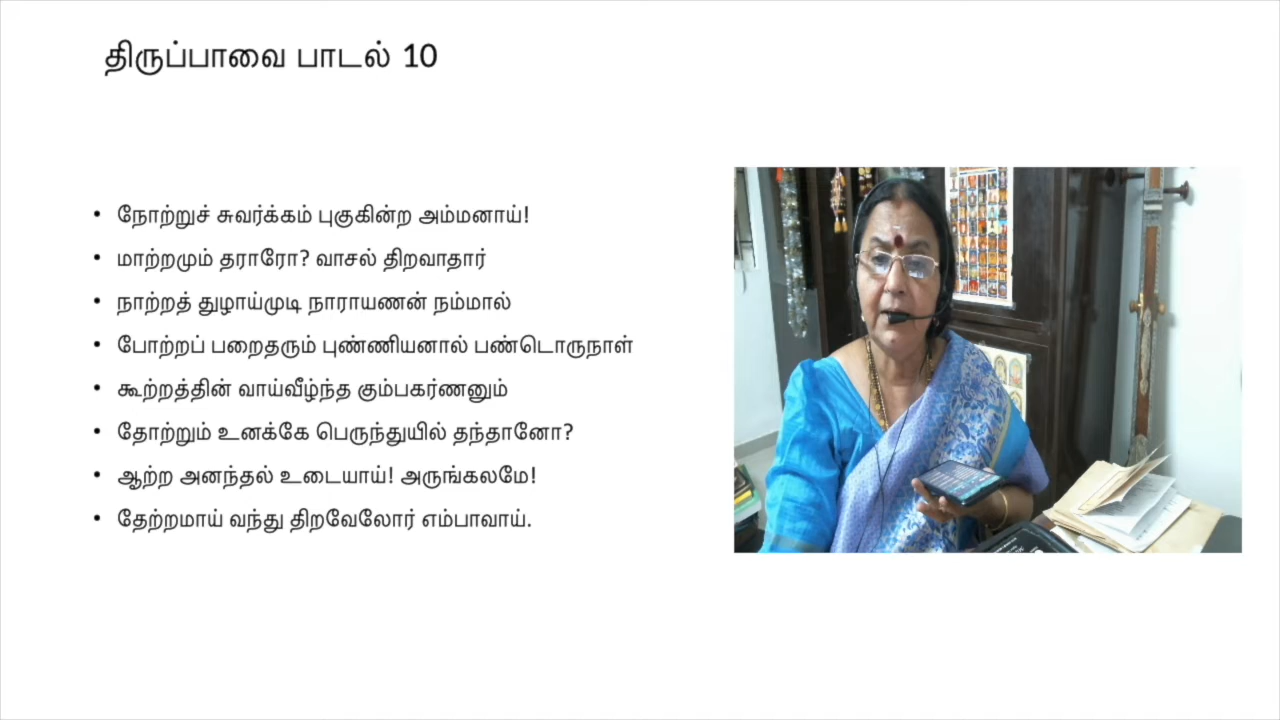 திருப்பாவை பாடல் 10
• நோற்றுச் சுவர்க்கம் புகுகின்ற அம்மனாய்!
• மாற்றமும் தராரோ? வாசல் திறவாதார்
• நாற்றத் துழாய்முடி நாராயணன் நம்மால்
• போற்றப் பறைதரும் புண்ணியனால் பண்டொருநாள்
• கூற்றத்தின் வாய்வீழ்ந்த கும்பகர்ணனும்
• தோற்றும் உனக்கே பெருந்துயில் தந்தானோ?
• ஆற்ற அனந்தல் உடையாய்! அருங்கலமே!
• தேற்றமாய் வந்து திறவேலோர் எம்பாவாய்.